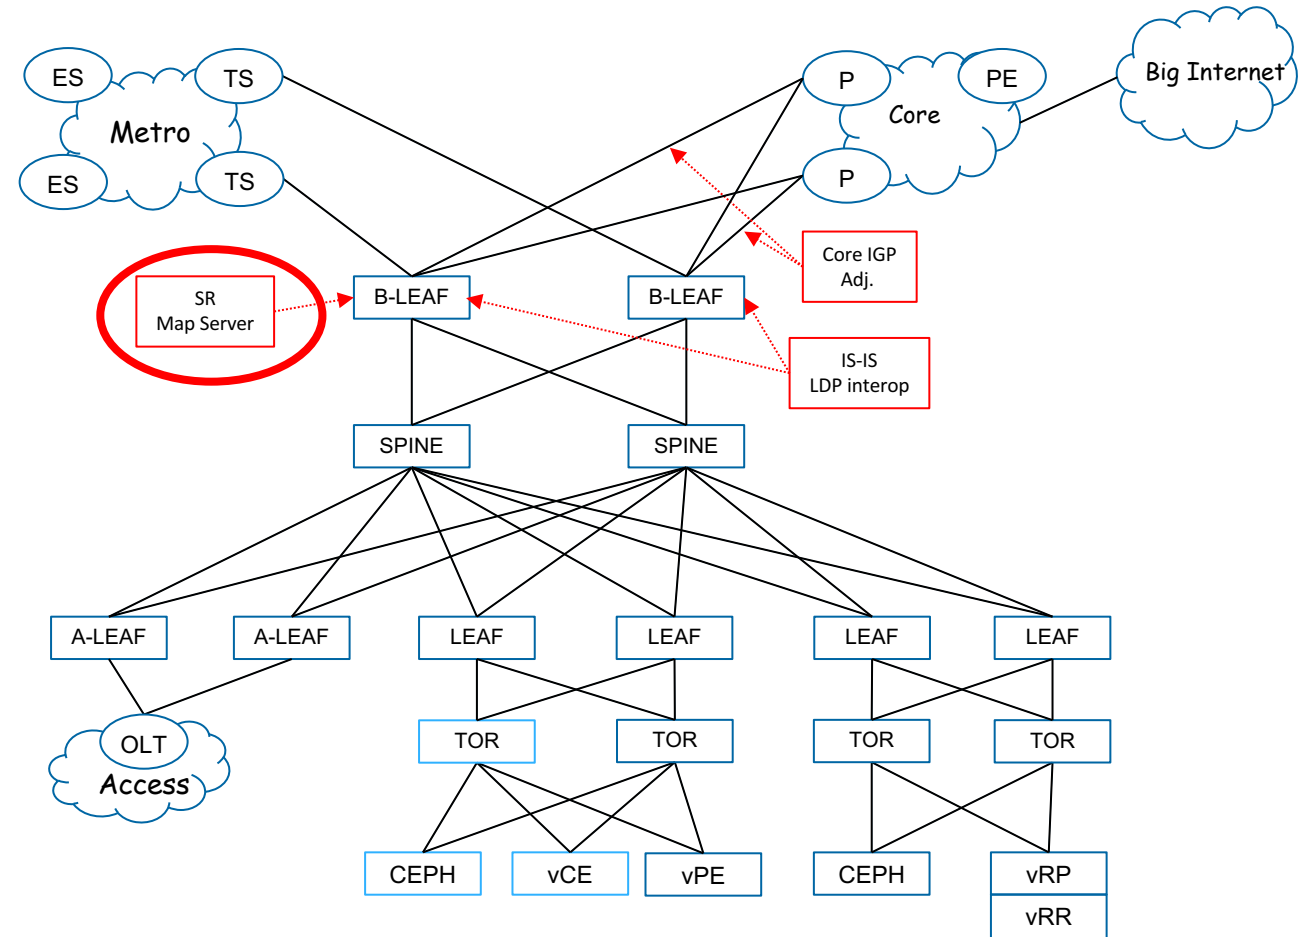 ES
TS
P
PE
Big Internet
Core
Metro
ES
TS
P
Core IGP
Adj.
SR
Map Server
B-LEAF
B-LEAF
IS-IS
LDP interop
SPINE
SPINE
A-LEAF
A-LEAF
LEAF
LEAF
LEAF
LEAF
OLT
Access
TOR
TOR
TOR
TOR
CEPH
vCE
vPE
CEPH
vRP
vRR